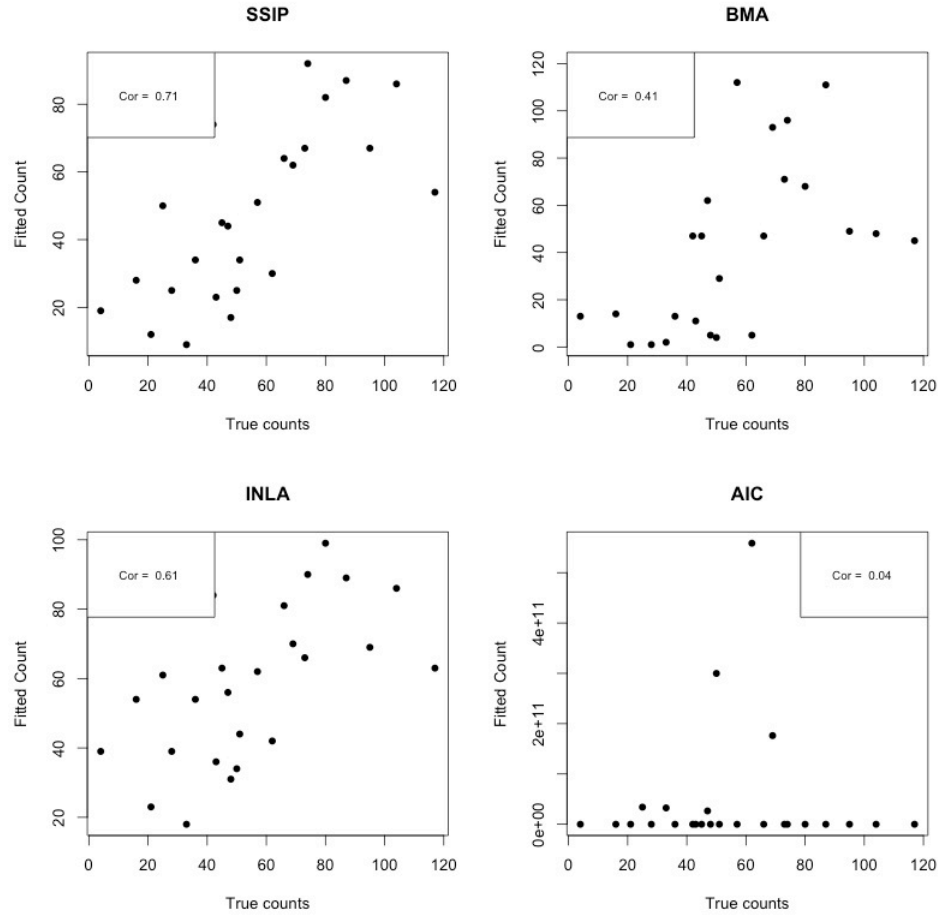 SSIP
Cor = 0.71
Fitted Count
20 40 60 80
0 20 40 60 80 100 120
True counts
BMA
Cor = 0.41
Fitted Count
0 20 40 60 80 100 120
0 20 40 60 80 100 120
True counts
INLA
Cor = 0.61
Fitted Count
20 40 60 80 100
0 20 40 60 80 100 120
True counts
AIC
Cor = 0.04
Fitted Count
0e+00 2e+11 4e+11
0 20 40 60 80 100 120
True counts